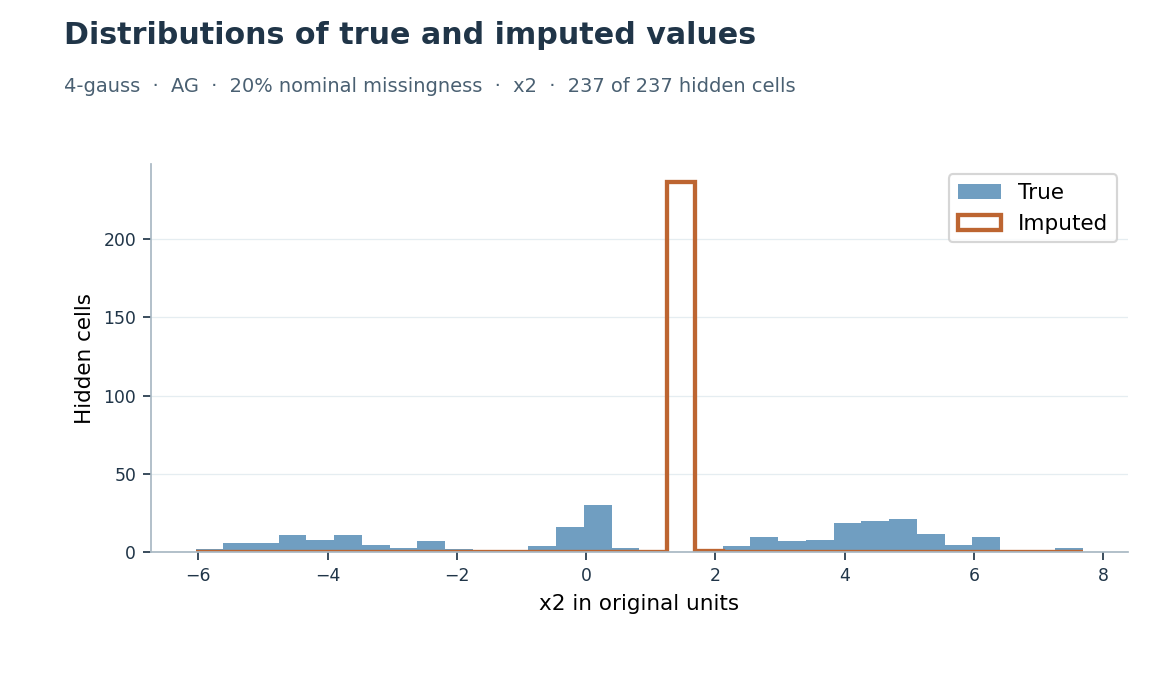 Distributions of true and imputed values
4-gauss · AG · 20% nominal missingness · x2 · 237 of 237 hidden cells
True
Imputed
Hidden cells
200
150
100
50
0
−6 −4 −2 0 2 4 6 8
x2 in original units